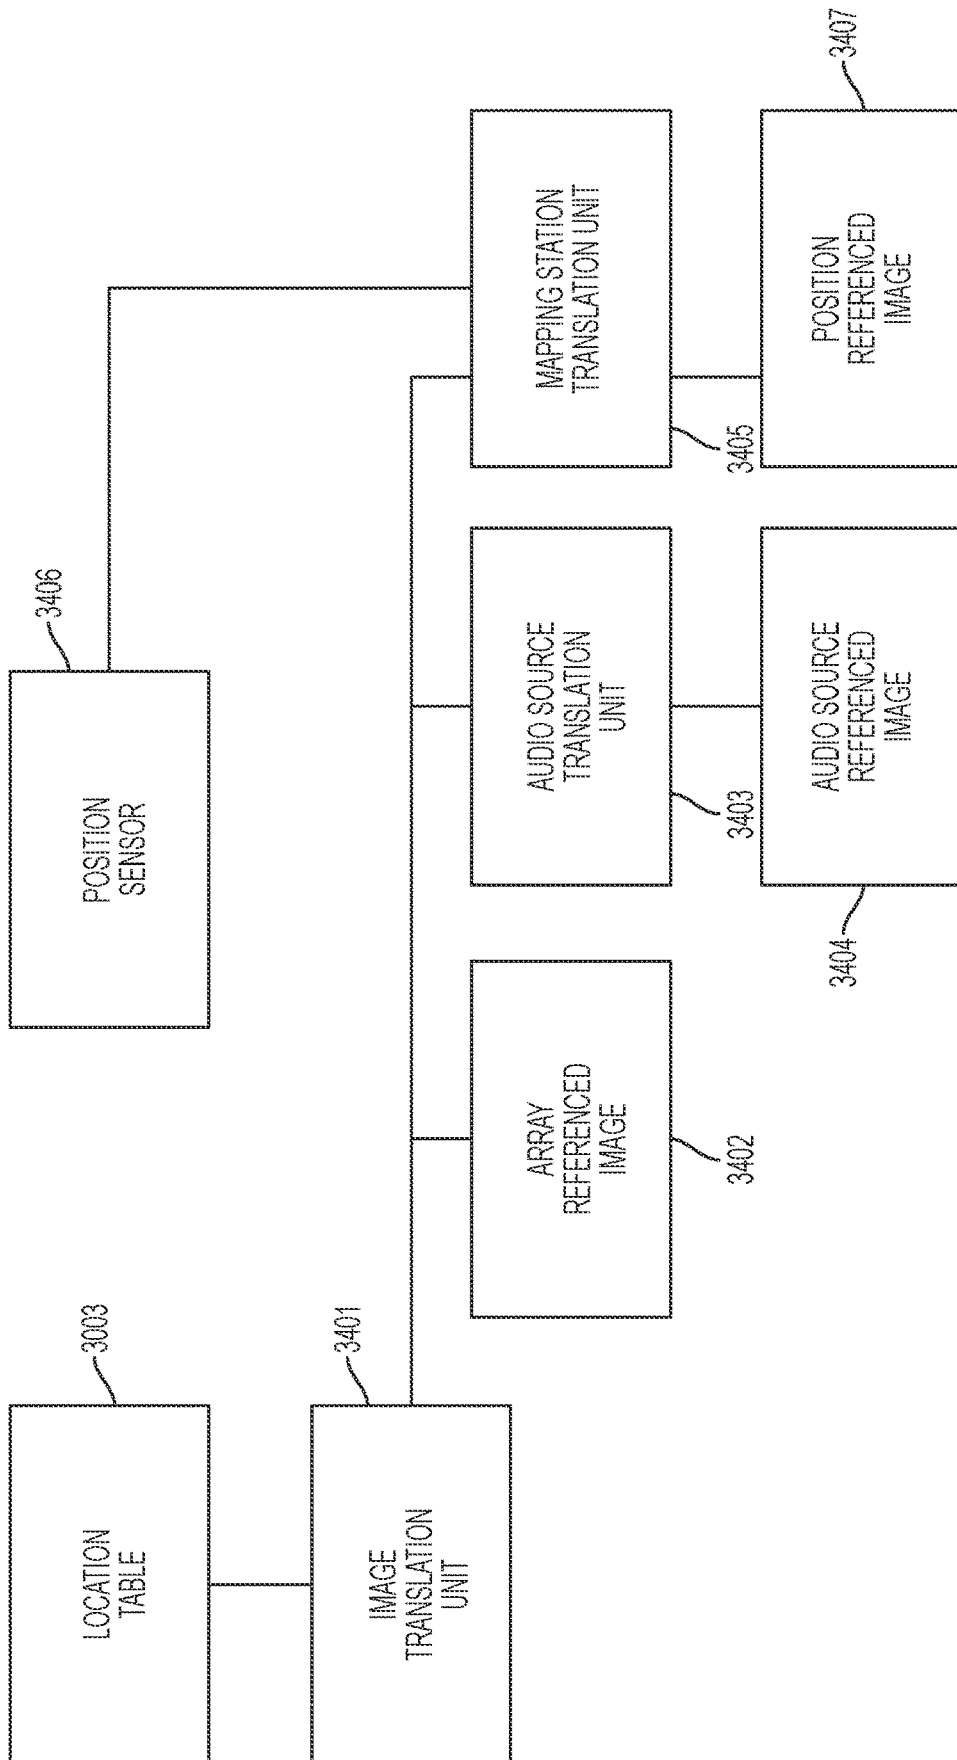 LOCATION
TABLE
3003
POSITION
SENSOR
3406
IMAGE
TRANSLATION
UNIT
3401
ARRAY
REFERENCED
IMAGE
3402
AUDIO SOURCE
TRANSLATION
UNIT
3403
MAPPING STATION
TRANSLATION UNIT
3405
AUDIO SOURCE
REFERENCED
IMAGE
3404
POSITION
REFERENCED
IMAGE
3407